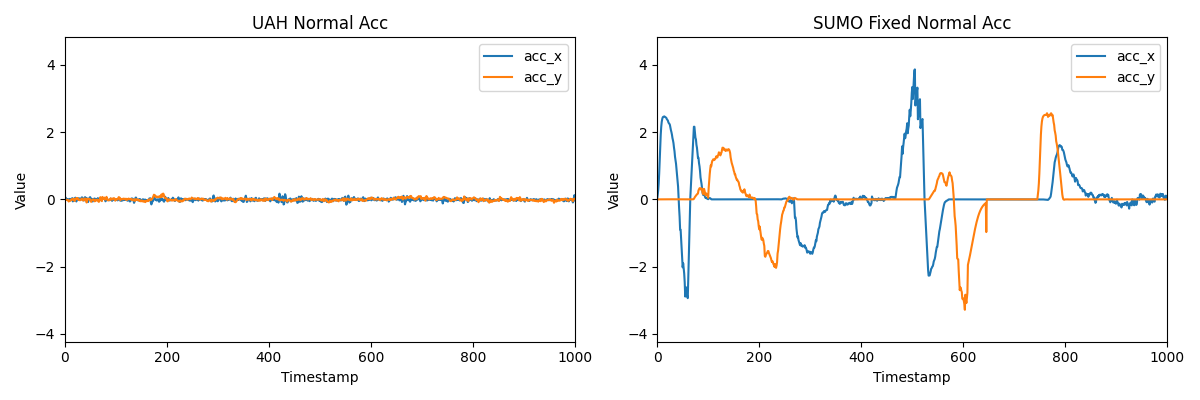 UAH Normal Acc
4
2
0
−2
−4
Value
0 200 400 600 800 1000
Timestamp
acc_x
acc_y
SUMO Fixed Normal Acc
4
2
0
−2
−4
Value
0 200 400 600 800 1000
Timestamp
acc_x
acc_y